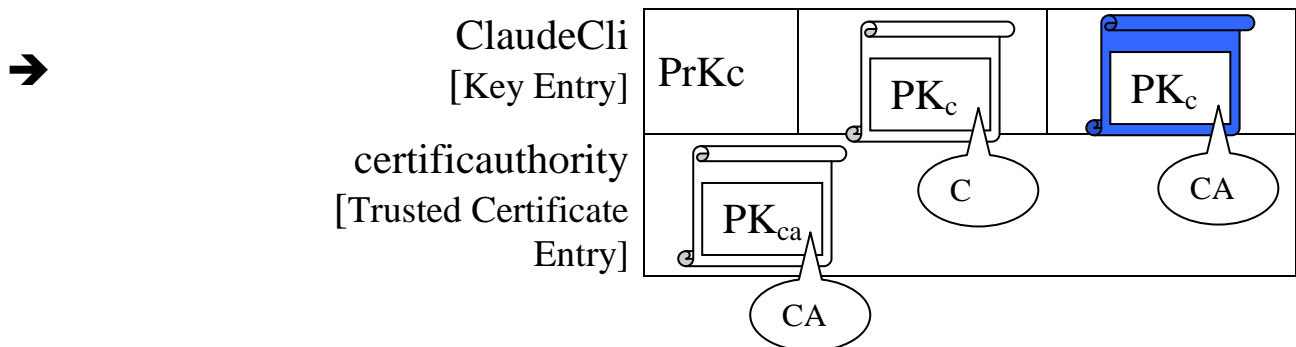 ➔ ClaudeCli
[Key Entry]
PrKc
PKc
PKc
C
CA
certificauthority
[Trusted Certificate
Entry]
PKca
CA